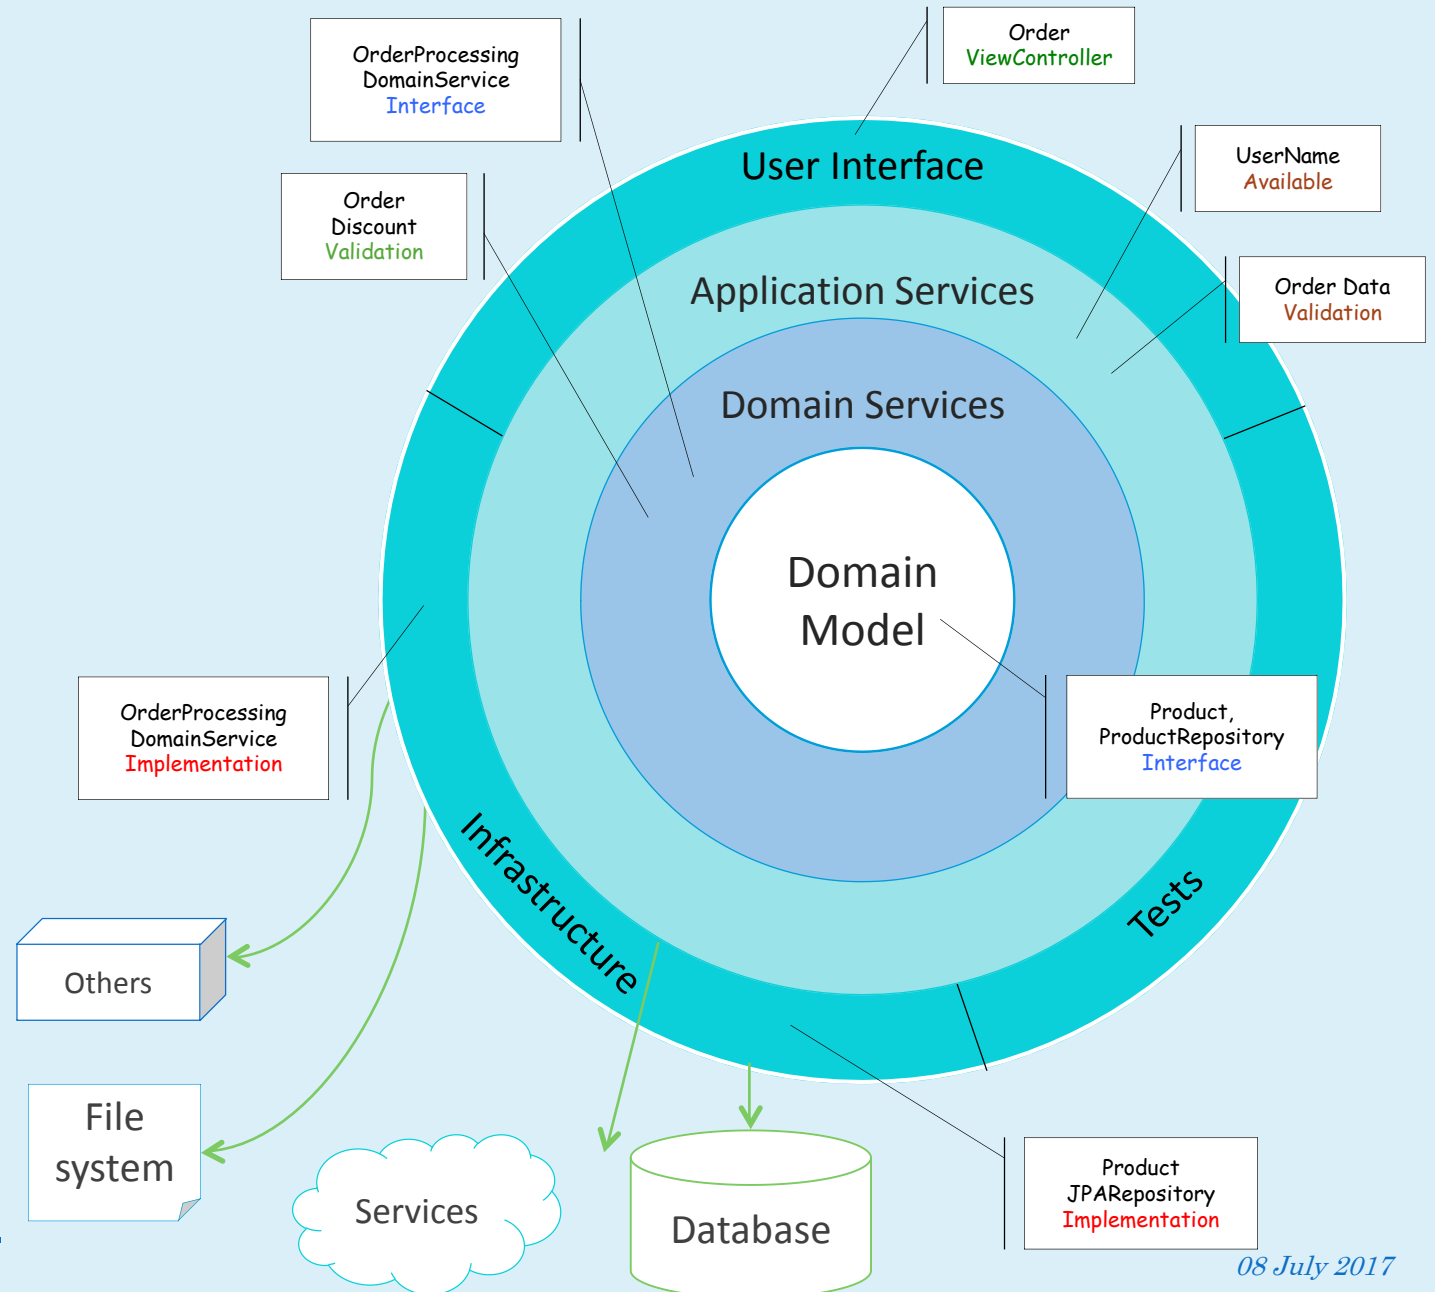 Order
ViewController
OrderProcessing
DomainService
Interface
UserName
Available
User Interface
Order
Discount
Validation
Order Data
Validation
Application Services
Domain Services
Domain
Model
OrderProcessing
DomainService
Implementation
Product,
ProductRepository
Interface
Infrastructure
Tests
Others
File
system
Services
Database
Product
JPARepository
Implementation
08 July 2017